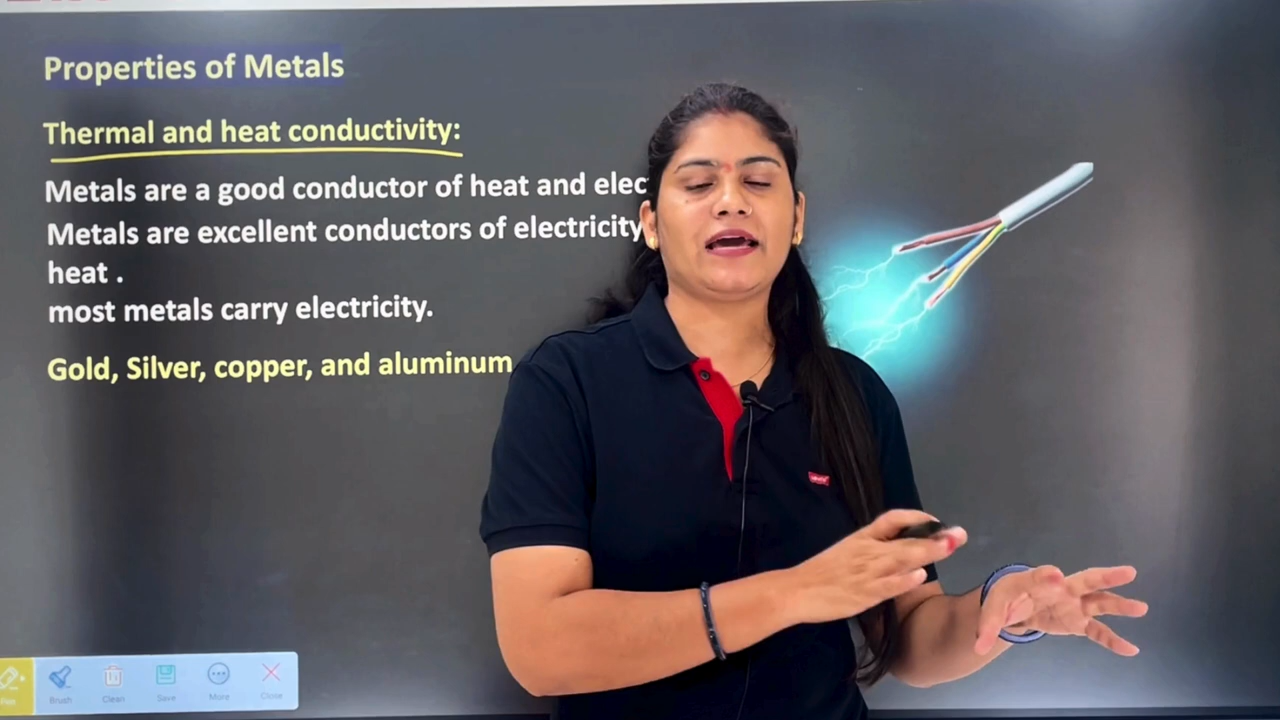 Properties of Metals
Thermal and heat conductivity:
Metals are a good conductor of heat and elec
Metals are excellent conductors of electricity
heat .
most metals carry electricity.
Gold, Silver, copper, and aluminum
Brush Clean Save More Close